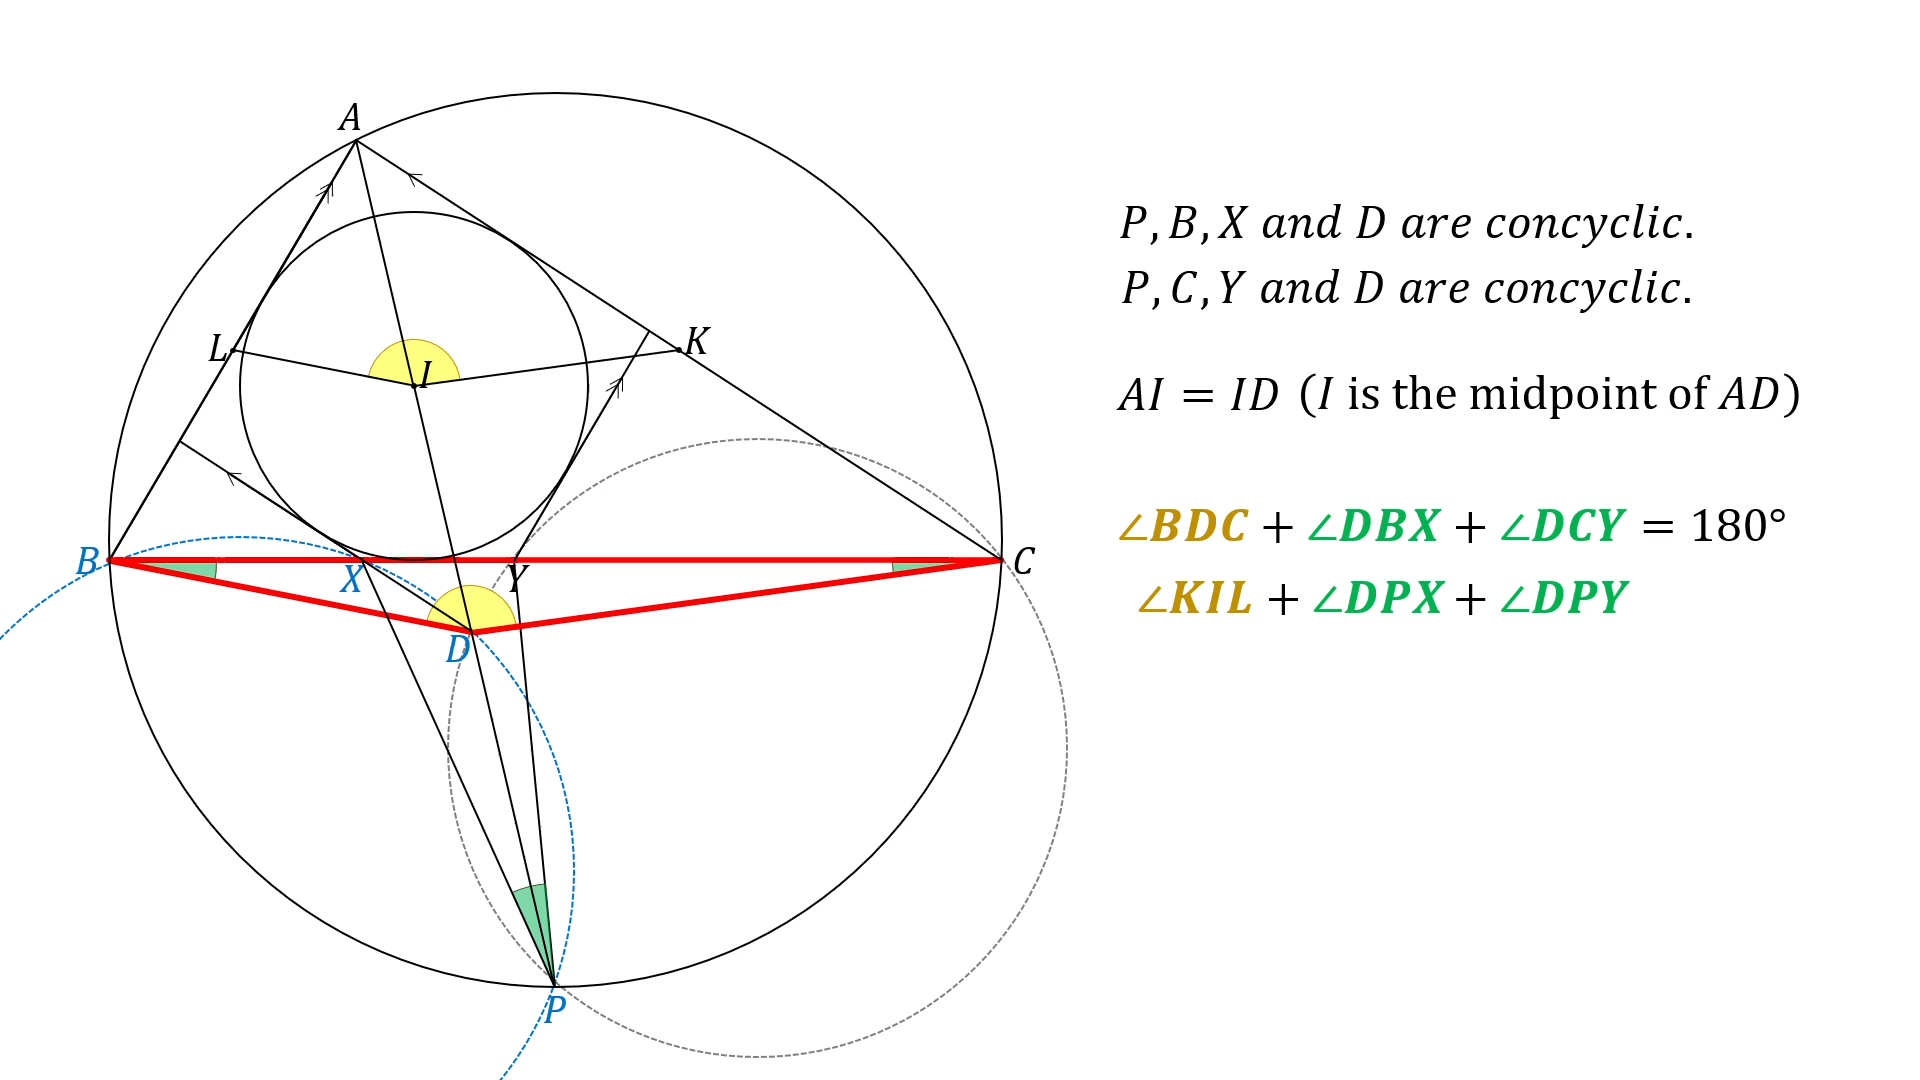 A
L
K
I
B
X
Y
C
D
P
P, B, X and D are concyclic.
P, C, Y and D are concyclic.
AI = ID (I is the midpoint of AD)
∠BDC + ∠DBX + ∠DCY = 180°
∠KIL + ∠DPX + ∠DPY